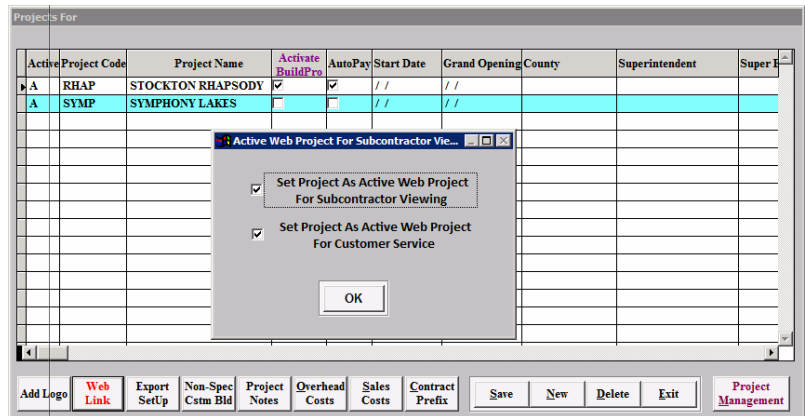 Projects For
Active Project Code Project Name Activate BuildPro AutoPay Start Date Grand Opening County Superintendent Super
A RHAP STOCKTON RHAPSODY / / / /
A SYMP SYMPHONY LAKES / / / /
Active Web Project For Subcontractor Vie...
Set Project As Active Web Project
For Subcontractor Viewing
Set Project As Active Web Project
For Customer Service
OK
Add Logo Web Link Export SetUp Non-Spec Cstm Bld Project Notes Overhead Costs Sales Costs Contract Prefix Save New Delete Exit Project Management